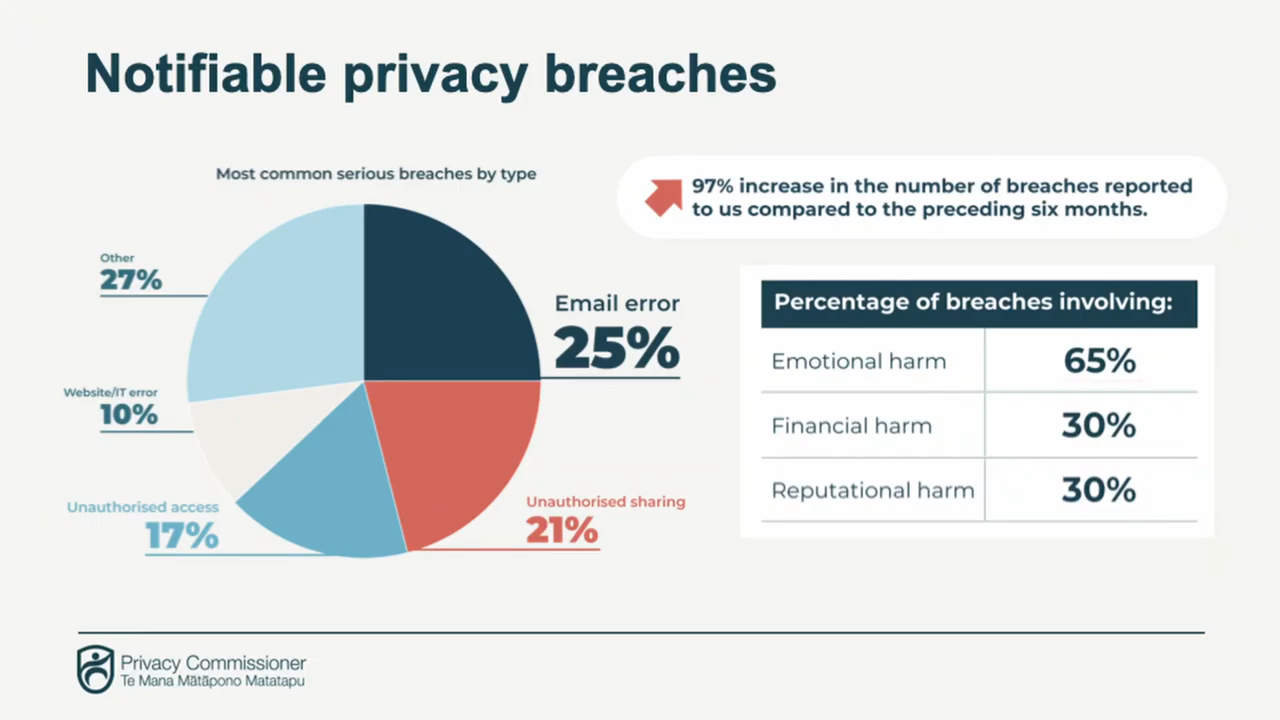 Notifiable privacy breaches
Most common serious breaches by type
Other
27%
Website/IT error
10%
Unauthorised access
17%
Email error
25%
Unauthorised sharing
21%
97% increase in the number of breaches reported
to us compared to the preceding six months.
Percentage of breaches involving:
Emotional harm 65%
Financial harm 30%
Reputational harm 30%
Privacy Commissioner
Te Mana Mātāpono Matatapu